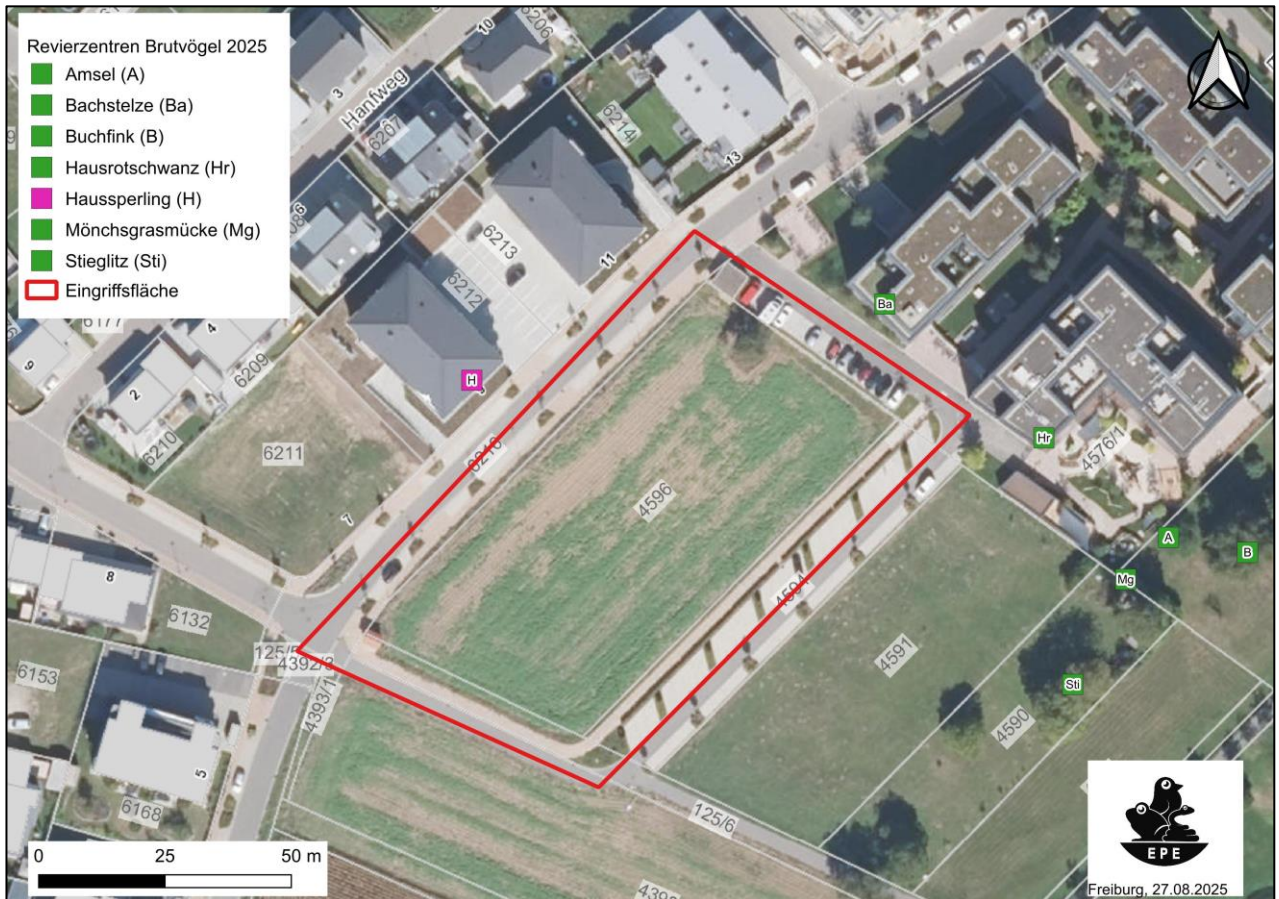 Revierzentren Brutvögel 2025
Amsel (A)
Bachstelze (Ba)
Buchfink (B)
Hausrotschwanz (Hr)
Haussperling (H)
Mönchsgrasmücke (Mg)
Stieglitz (Sti)
Eingriffsfläche
10
6206
3
Hanfweg
6207
6214
13
6
6213
11
6212
6177
4
9
6209
2
6210
6211
H
Ba
6216
7
4596
Hr
4576/1
A
B
Mg
8
6132
4594
125/5
4392/3
4591
6153
4393/1
Sti
4590
5
6168
125/6
0 25 50 m
EPE
Freiburg, 27.08.2025